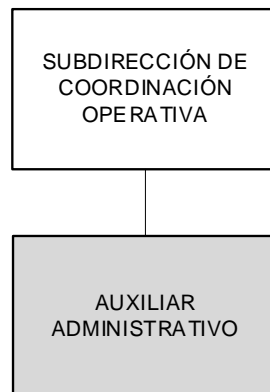 SUBDIRECCIÓN DE
COORDINACIÓN
OPERATIVA
AUXILIAR
ADMINISTRATIVO